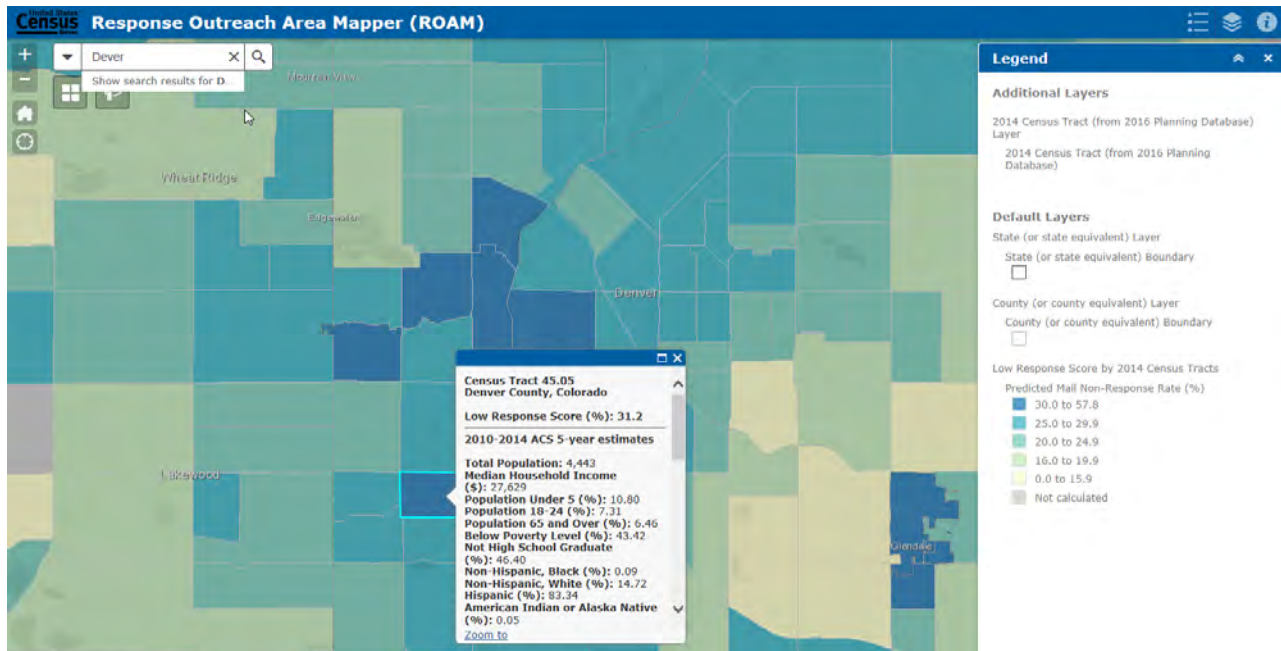 United States
Census
Bureau
Response Outreach Area Mapper (ROAM)
Dever
Show search results for D...
Mountain View
Wheat Ridge
Edgewater
Denver
Lakewood
Glendale
Census Tract 45.05
Denver County, Colorado
Low Response Score (%): 31.2
2010-2014 ACS 5-year estimates
Total Population: 4,443
Median Household Income
($): 27,629
Population Under 5 (%): 10.80
Population 18-24 (%): 7.31
Population 65 and Over (%): 6.46
Below Poverty Level (%): 43.42
Not High School Graduate
(%): 46.40
Non-Hispanic, Black (%): 0.09
Non-Hispanic, White (%): 14.72
Hispanic (%): 83.34
American Indian or Alaska Native
(%): 0.05
Zoom to
Legend
Additional Layers
2014 Census Tract (from 2016 Planning Database)
Layer
2014 Census Tract (from 2016 Planning
Database)
Default Layers
State (or state equivalent) Layer
State (or state equivalent) Boundary
County (or county equivalent) Layer
County (or county equivalent) Boundary
Low Response Score by 2014 Census Tracts
Predicted Mail Non-Response Rate (%)
30.0 to 57.8
25.0 to 29.9
20.0 to 24.9
16.0 to 19.9
0.0 to 15.9
Not calculated